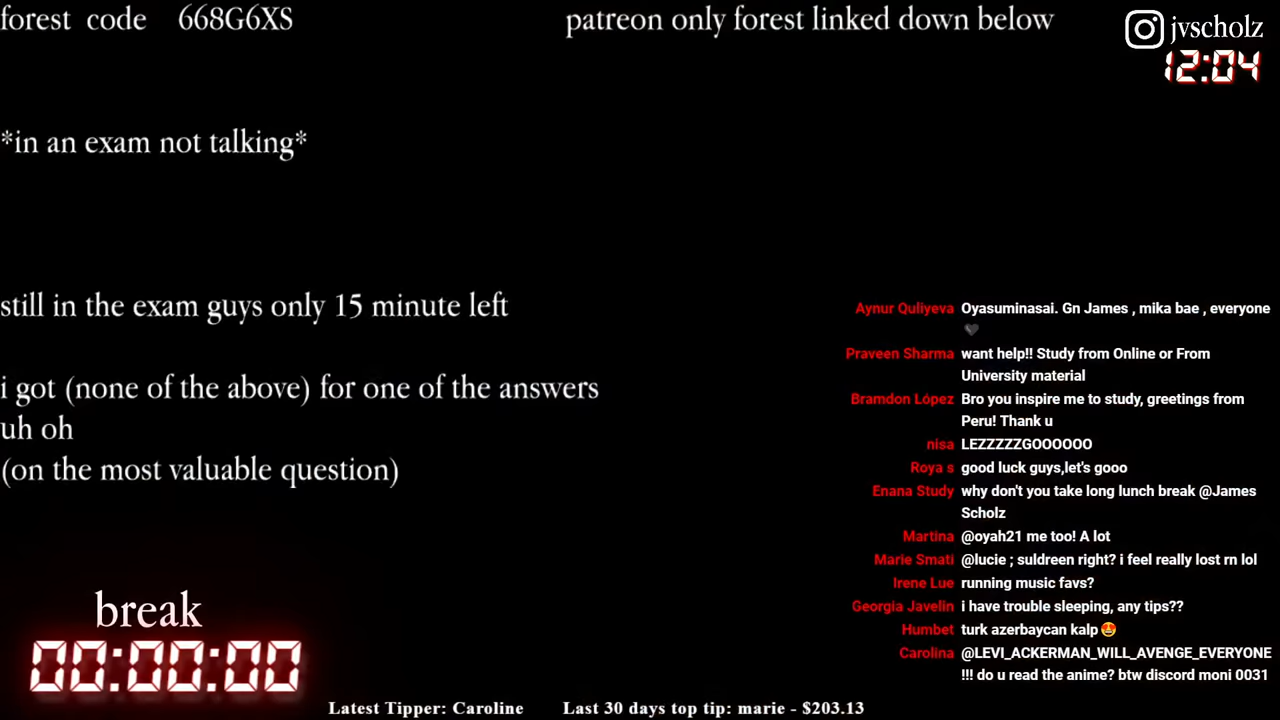 forest code 668G6XS
patreon only forest linked down below
jvscholz
12:04
*in an exam not talking*
still in the exam guys only 15 minute left
i got (none of the above) for one of the answers
uh oh
(on the most valuable question)
Aynur Quliyeva Oyasuminasai. Gn James , mika bae , everyone
🖤
Praveen Sharma want help!! Study from Online or From
University material
Bramdon López Bro you inspire me to study, greetings from
Peru! Thank u
nisa LEZZZZZGOOOOOO
Roya s good luck guys,let's gooo
Enana Study why don't you take long lunch break @James
Scholz
Martina @oyah21 me too! A lot
Marie Smati @lucie ; suldreen right? i feel really lost rn lol
Irene Lue running music favs?
Georgia Javelin i have trouble sleeping, any tips??
Humbet turk azerbaycan kalp😍
Carolina @LEVI_ACKERMAN_WILL_AVENGE_EVERYONE
!!! do u read the anime? btw discord moni 0031
break
00:00:00
Latest Tipper: Caroline Last 30 days top tip: marie - $203.13